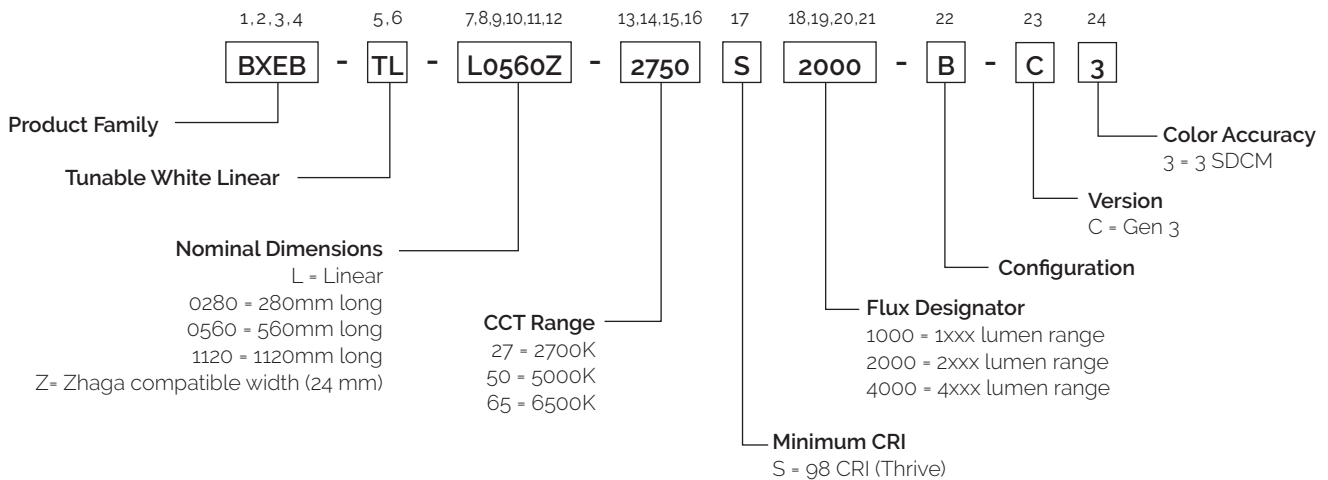 1,2,3,4 5,6 7,8,9,10,11,12 13,14,15,16 17 18,19,20,21 22 23 24
BXEB - TL - L0560Z - 2750 S 2000 - B - C 3
Product Family
Color Accuracy
3 = 3 SDCM
Tunable White Linear
Version
C = Gen 3
Nominal Dimensions
L = Linear
0280 = 280mm long
0560 = 560mm long
1120 = 1120mm long
Z= Zhaga compatible width (24 mm)
Configuration
CCT Range
27 = 2700K
50 = 5000K
65 = 6500K
Flux Designator
1000 = 1xxx lumen range
2000 = 2xxx lumen range
4000 = 4xxx lumen range
Minimum CRI
S = 98 CRI (Thrive)